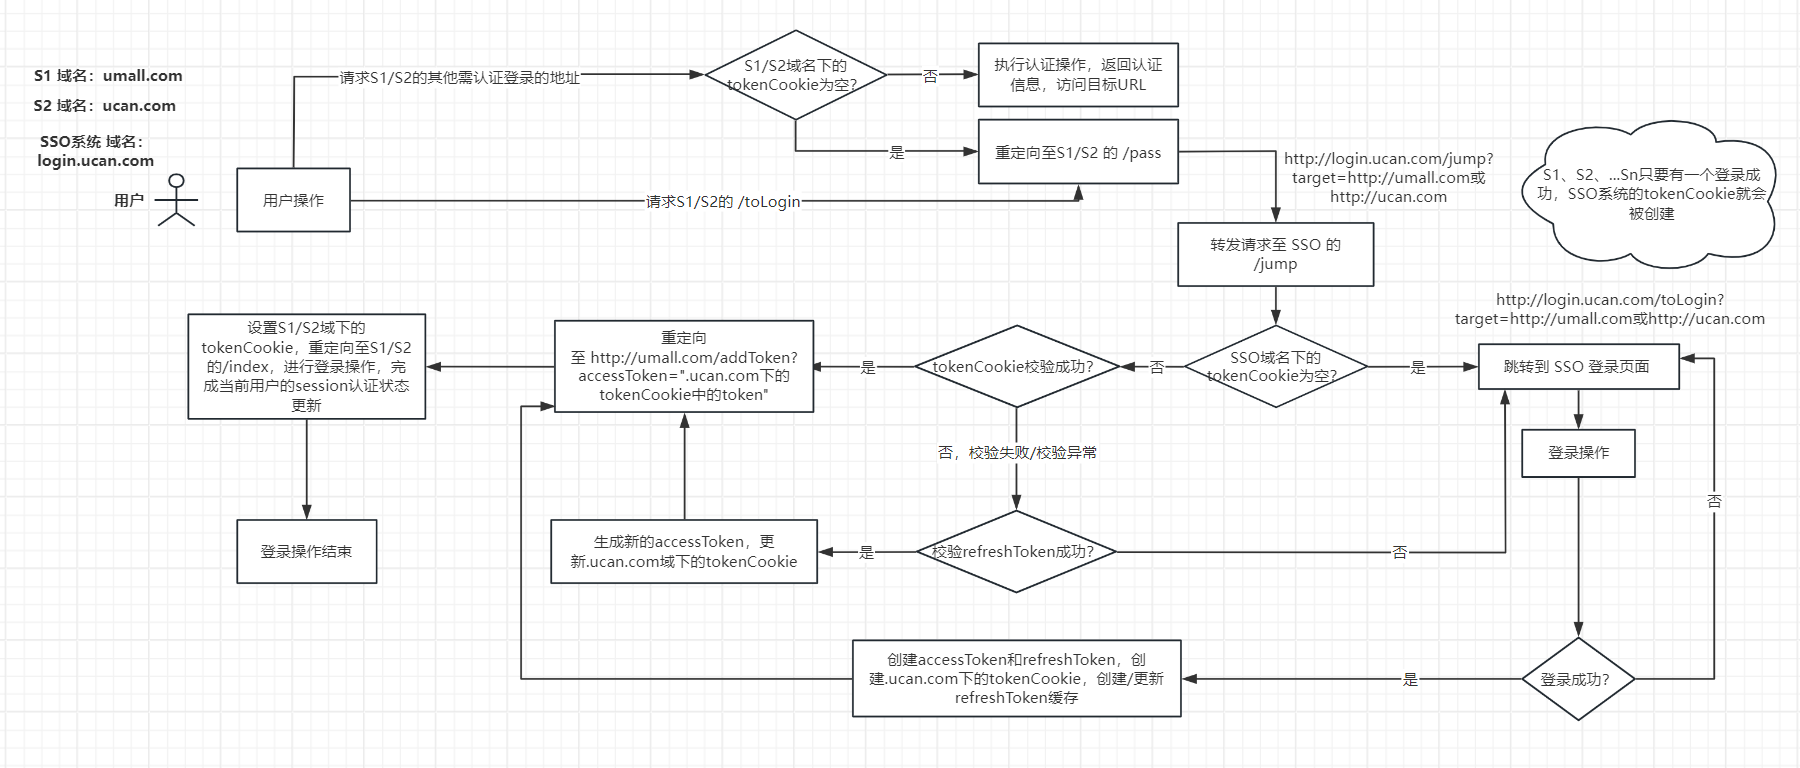 S1 域名：umall.com
S2 域名：ucan.com
SSO系统 域名：
login.ucan.com
用户
用户操作
请求S1/S2的其他需认证登录的地址
S1/S2域名下的
tokenCookie为空？
否
执行认证操作，返回认证
信息，访问目标URL
是
重定向至S1/S2 的 /pass
请求S1/S2的 /toLogin
http://login.ucan.com/jump?
target=http://umall.com或
http://ucan.com
S1、S2、...Sn只要有一个登录成
功，SSO系统的tokenCookie就会
被创建
转发请求至 SSO 的
/jump
http://login.ucan.com/toLogin?
target=http://umall.com或http://ucan.com
设置S1/S2域下的
tokenCookie，重定向至S1/S2
的/index，进行登录操作，完
成当前用户的session认证状态
更新
重定向
至 http://umall.com/addToken?
accessToken=".ucan.com下的
tokenCookie中的token"
是
tokenCookie校验成功？
否
SSO域名下的
tokenCookie为空？
是
跳转到 SSO 登录页面
登录操作
否，校验失败/校验异常
否
登录操作结束
生成新的accessToken，更
新.ucan.com域下的tokenCookie
是
校验refreshToken成功？
否
创建accessToken和refreshToken，创
建.ucan.com下的tokenCookie，创建/更新
refreshToken缓存
是
登录成功？